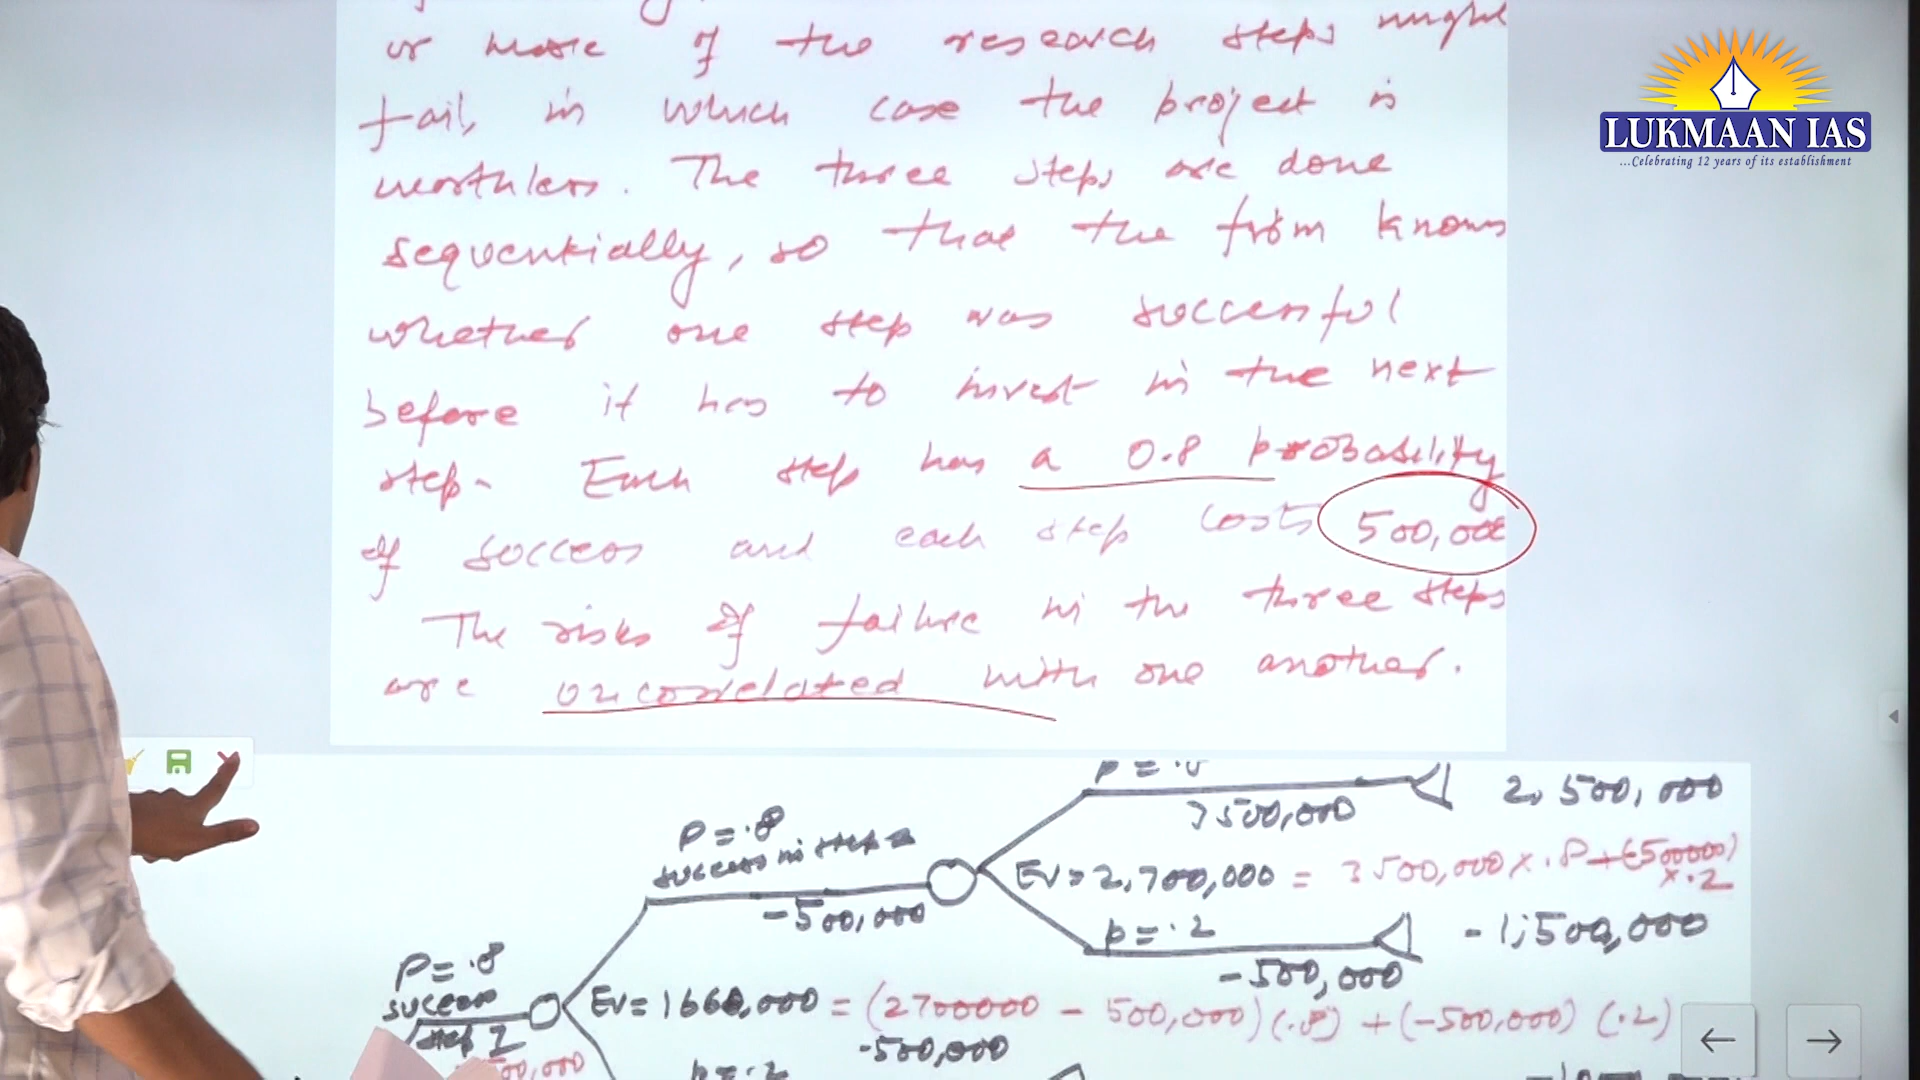 or more of the research steps might
fail, in which case the project is
worthless. The three steps are done
sequentially, so that the firm knows
whether one step was successful
before it has to invest in the next
step. Each step has a 0.8 probability
of success and each step costs 500,000
The risks of failure in the three steps
are uncorrelated with one another.
LUKMAAN IAS
...Celebrating 12 years of its establishment
3500,000
2,500,000
P = .8
success in step 2
-500,000
EV = 2,700,000 = 3500,000 x .8 + (-500000) x .2
p = .2
-500,000
-1,500,000
P = .8
success
step I
EV = 1660,000 = (2700000 - 500,000) (.8) + (-500,000) (.2)
-500,000
p = .2